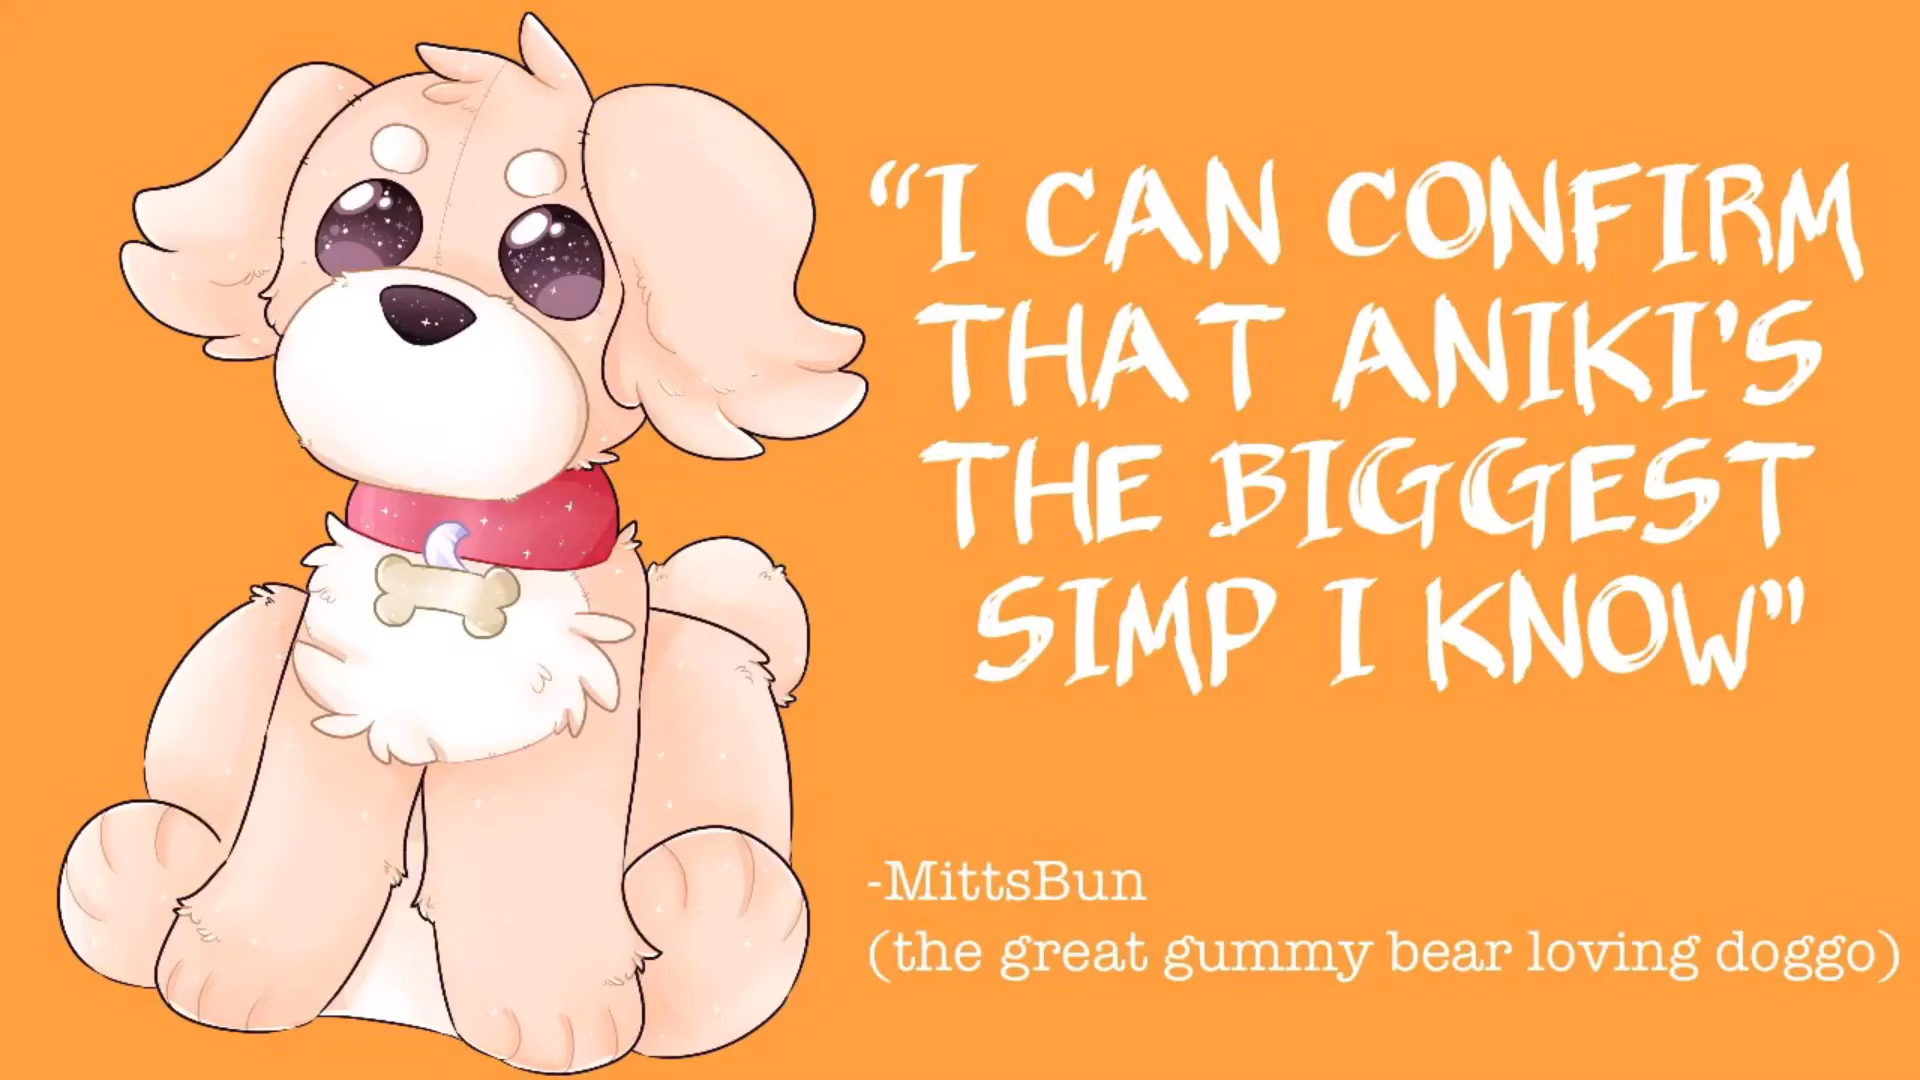 “I CAN CONFIRM
THAT ANIKI’S
THE BIGGEST
SIMP I KNOW”
-MittsBun
(the great gummy bear loving doggo)